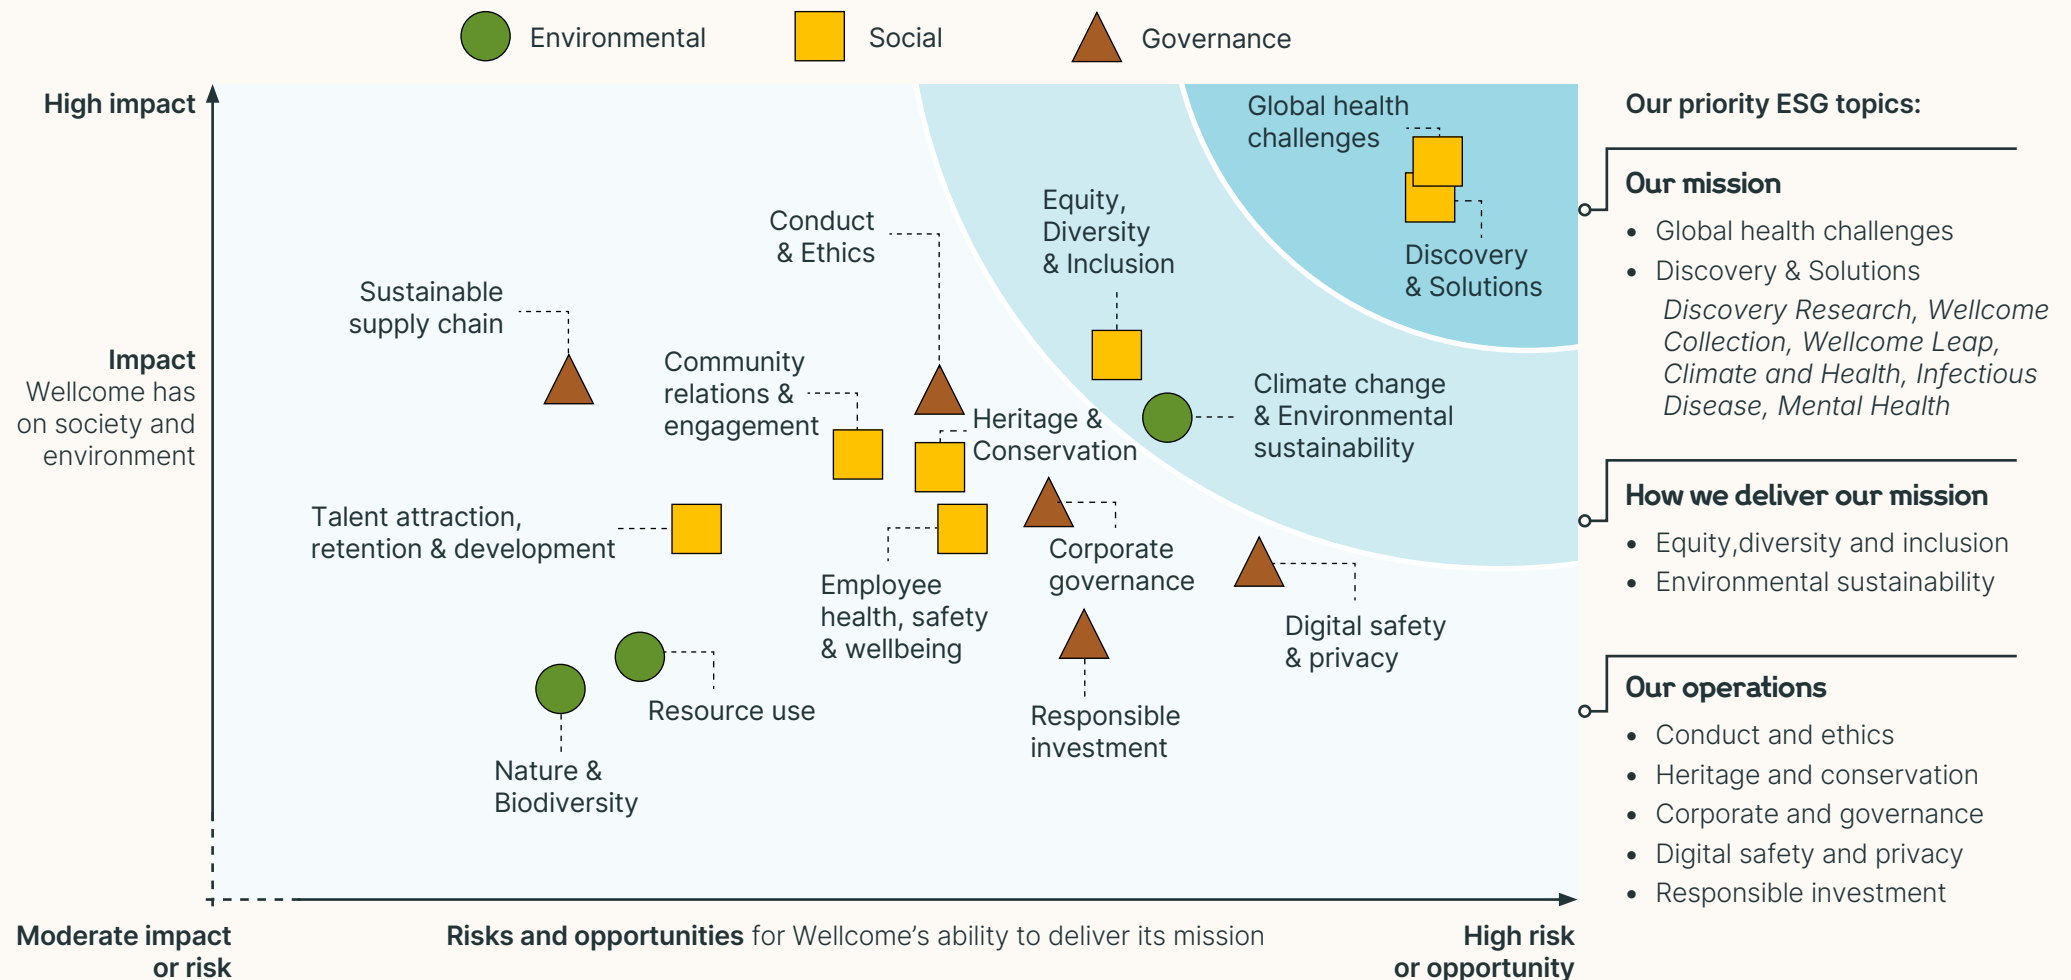 Environmental
Social
Governance
High impact
Impact
Wellcome has
on society and
environment
Moderate impact
or risk
Risks and opportunities for Wellcome’s ability to deliver its mission
High risk
or opportunity
Global health
challenges
Discovery
& Solutions
Equity,
Diversity
& Inclusion
Conduct
& Ethics
Sustainable
supply chain
Community
relations &
engagement
Climate change
& Environmental
sustainability
Heritage &
Conservation
Talent attraction,
retention & development
Corporate
governance
Employee
health, safety
& wellbeing
Digital safety
& privacy
Resource use
Responsible
investment
Nature &
Biodiversity
Our priority ESG topics:
Our mission
• Global health challenges
• Discovery & Solutions
Discovery Research, Wellcome
Collection, Wellcome Leap,
Climate and Health, Infectious
Disease, Mental Health
How we deliver our mission
• Equity,diversity and inclusion
• Environmental sustainability
Our operations
• Conduct and ethics
• Heritage and conservation
• Corporate and governance
• Digital safety and privacy
• Responsible investment